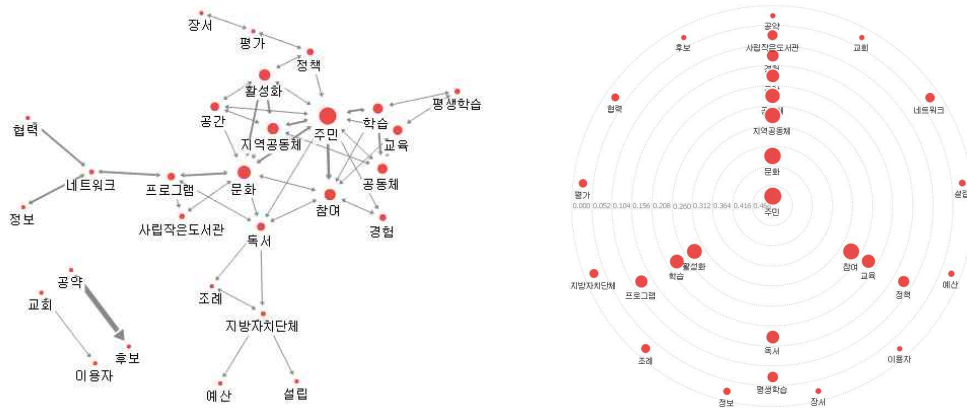 장서
평가
정책
활성화
공간
지역공동체
주민
학습
평생학습
교육
공동체
협력
네트워크
정보
프로그램
문화
사립작은도서관
참여
경험
독서
공약
교회
후보
이용자
조례
지방자치단체
예산
설립
공약
후보
사립작은도서관
교회
경험
협력
네트워크
지역공동체
문화
평가
설립
0.000 0.052 0.104 0.156 0.208 0.260 0.312 0.364 0.416
주민
활성화
참여
학습
교육
지방자치단체
프로그램
정책
예산
독서
조례
이용자
평생학습
정보
장서